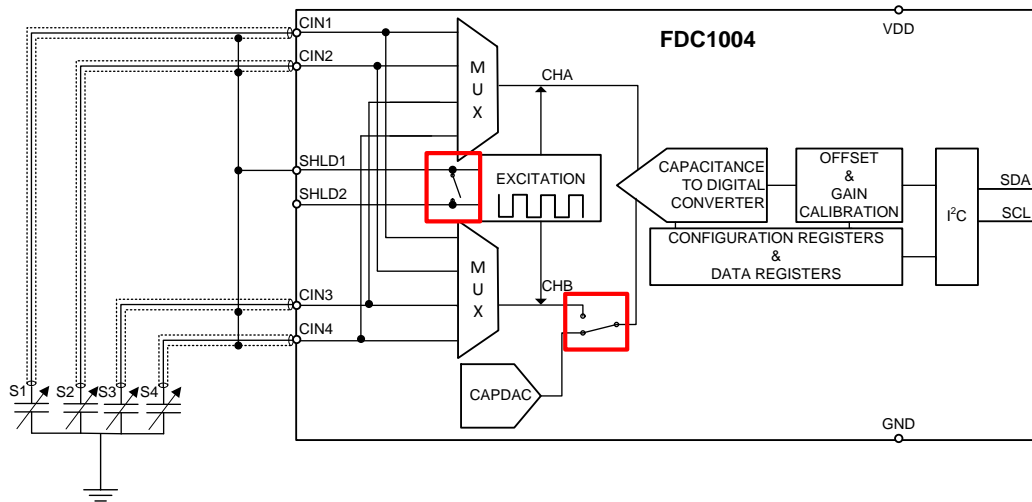 CIN1
CIN2
SHLD1
SHLD2
CIN3
CIN4
S1
S2
S3
S4
FDC1004
VDD
M
U
X
CHA
EXCITATION
M
U
X
CHB
CAPDAC
CAPACITANCE
TO DIGITAL
CONVERTER
OFFSET
&
GAIN
CALIBRATION
CONFIGURATION REGISTERS
&
DATA REGISTERS
I²C
SDA
SCL
GND